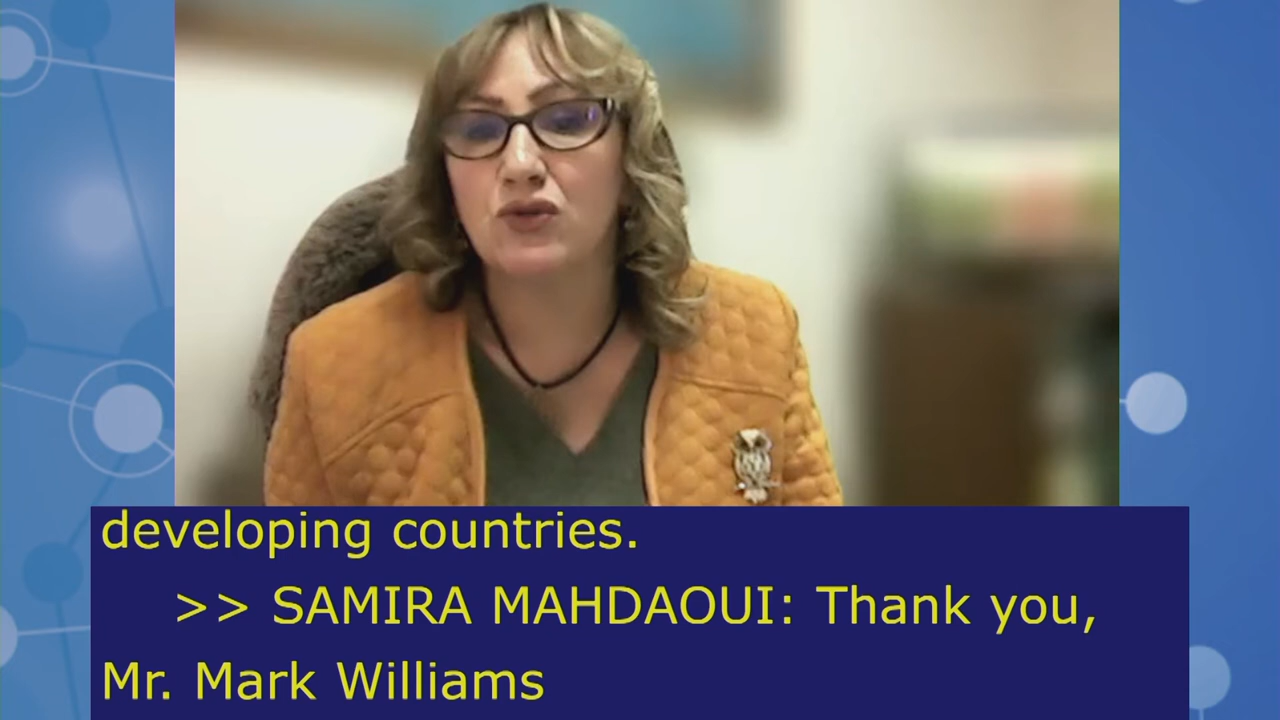 developing countries.
>> SAMIRA MAHDAOUI: Thank you,
Mr. Mark Williams